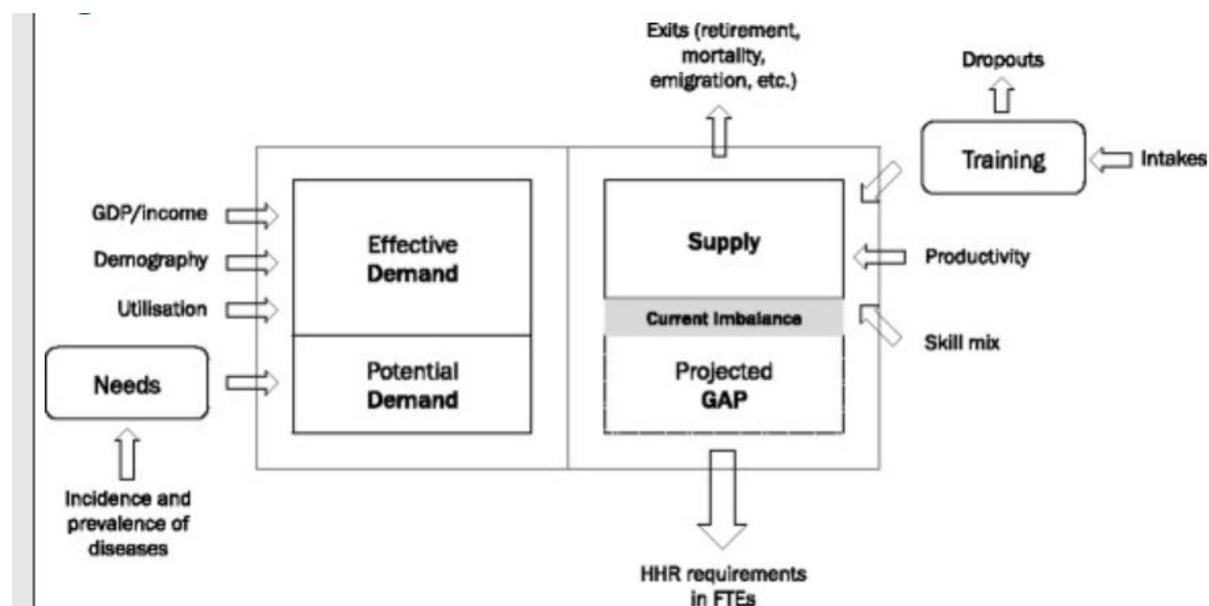 Exits (retirement,
mortality,
emigration, etc.)
Dropouts
Training
Intakes
GDP/income
Demography
Utilisation
Effective
Demand
Supply
Productivity
Current Imbalance
Skill mix
Needs
Potential
Demand
Projected
GAP
Incidence and
prevalence of
diseases
HHR requirements
in FTEs